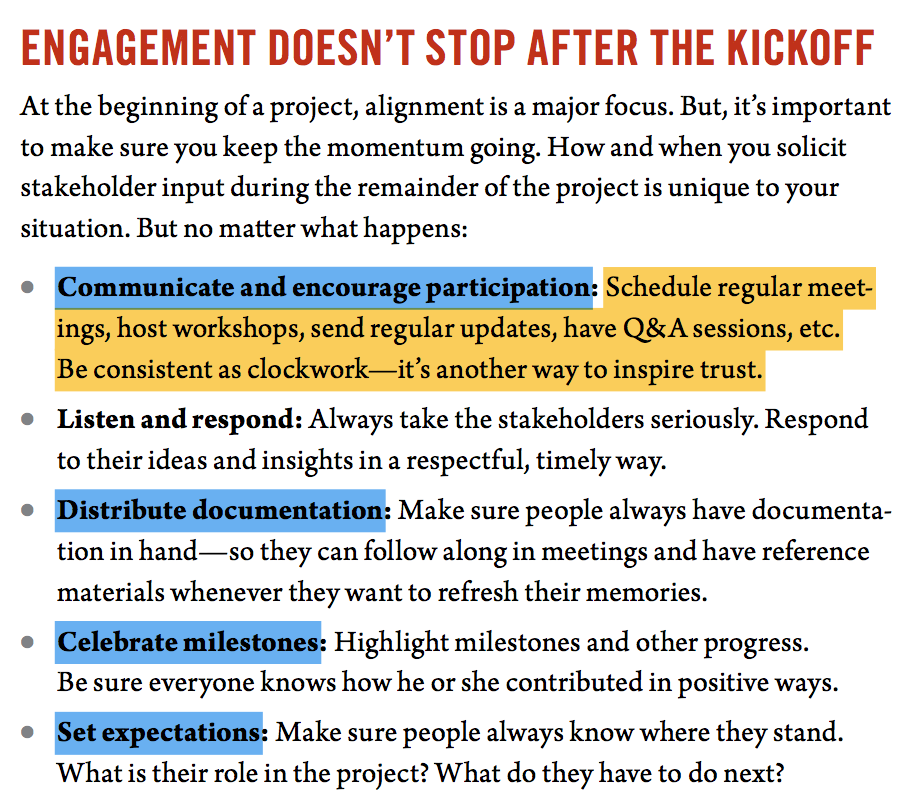 ENGAGEMENT DOESN'T STOP AFTER THE KICKOFF
At the beginning of a project, alignment is a major focus. But, it's important
to make sure you keep the momentum going. How and when you solicit
stakeholder input during the remainder of the project is unique to your
situation. But no matter what happens:
• Communicate and encourage participation: Schedule regular meet-
ings, host workshops, send regular updates, have Q&A sessions, etc.
Be consistent as clockwork—it's another way to inspire trust.
• Listen and respond: Always take the stakeholders seriously. Respond
to their ideas and insights in a respectful, timely way.
• Distribute documentation: Make sure people always have documenta-
tion in hand—so they can follow along in meetings and have reference
materials whenever they want to refresh their memories.
• Celebrate milestones: Highlight milestones and other progress.
Be sure everyone knows how he or she contributed in positive ways.
• Set expectations: Make sure people always know where they stand.
What is their role in the project? What do they have to do next?